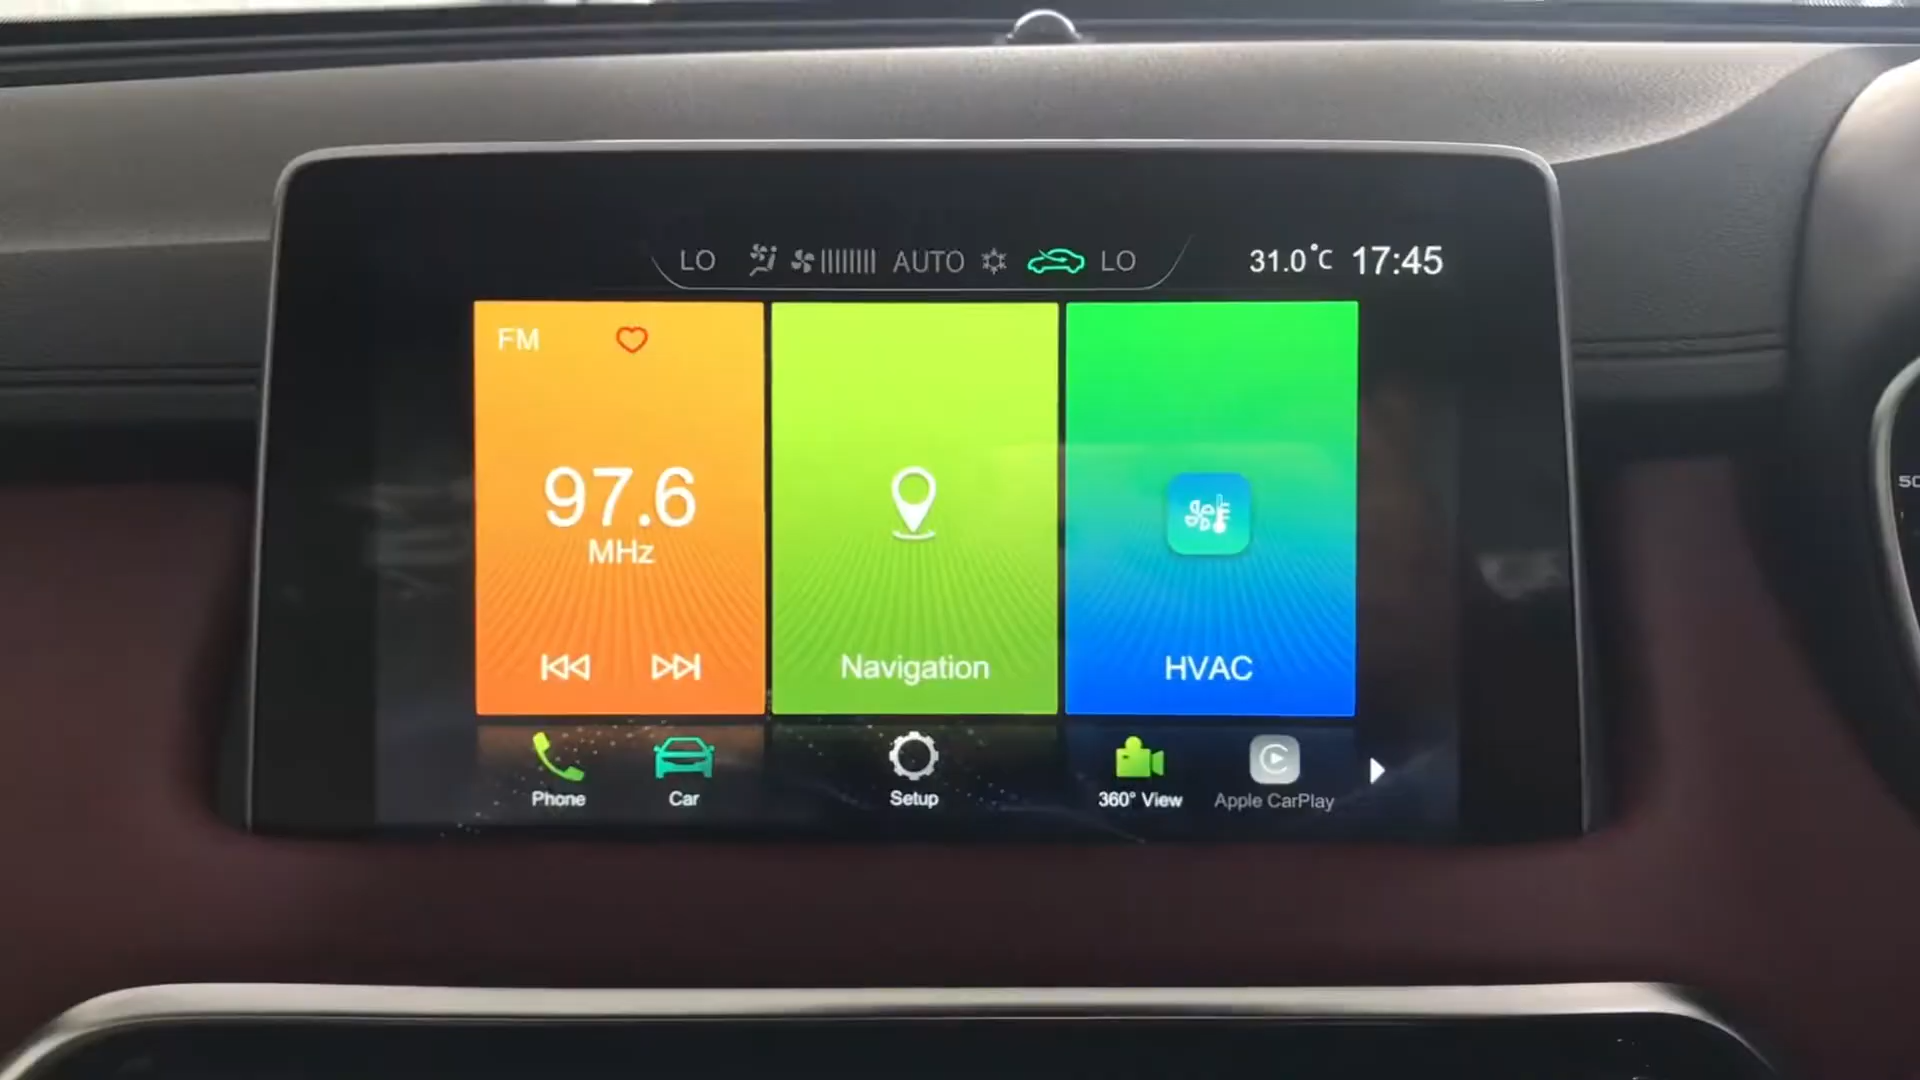 LO AUTO LO 31.0°C 17:45
FM
97.6
MHz
Navigation
HVAC
Phone
Car
Setup
360° View
Apple CarPlay